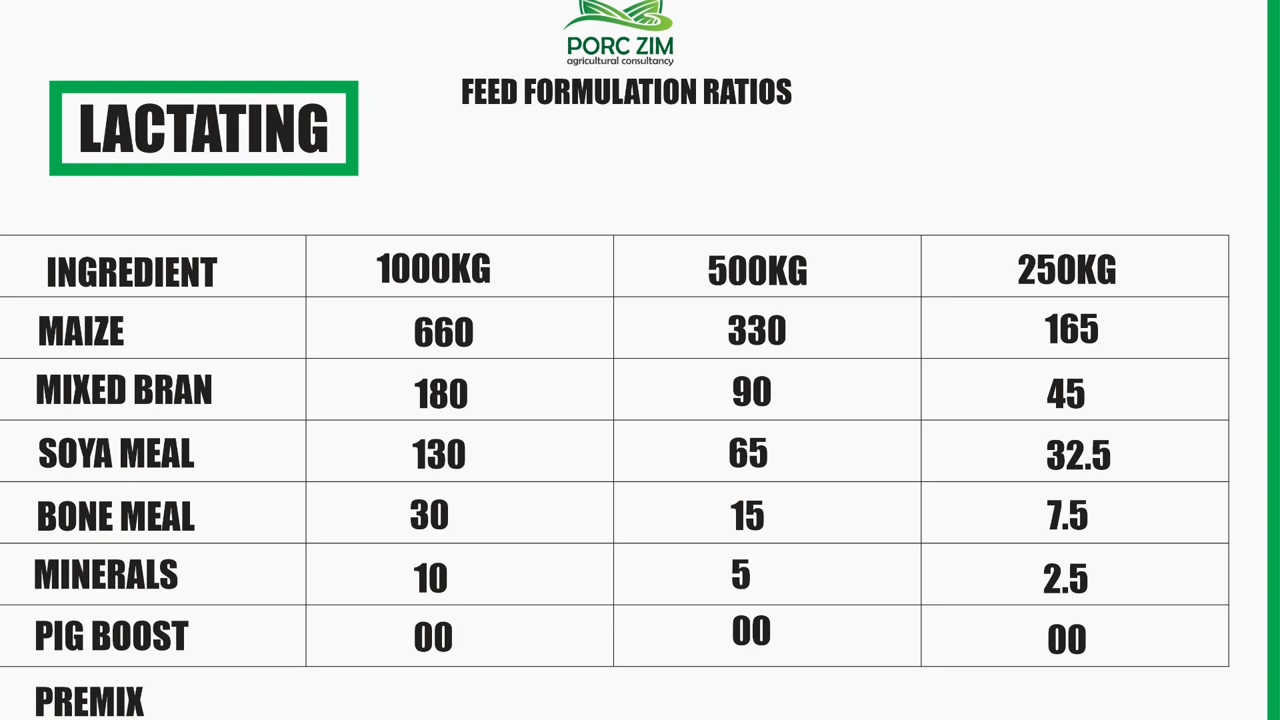 PORC ZIM
agricultural consultancy
FEED FORMULATION RATIOS
LACTATING
INGREDIENT 1000KG 500KG 250KG
MAIZE 660 330 165
MIXED BRAN 180 90 45
SOYA MEAL 130 65 32.5
BONE MEAL 30 15 7.5
MINERALS 10 5 2.5
PIG BOOST 00 00 00
PREMIX